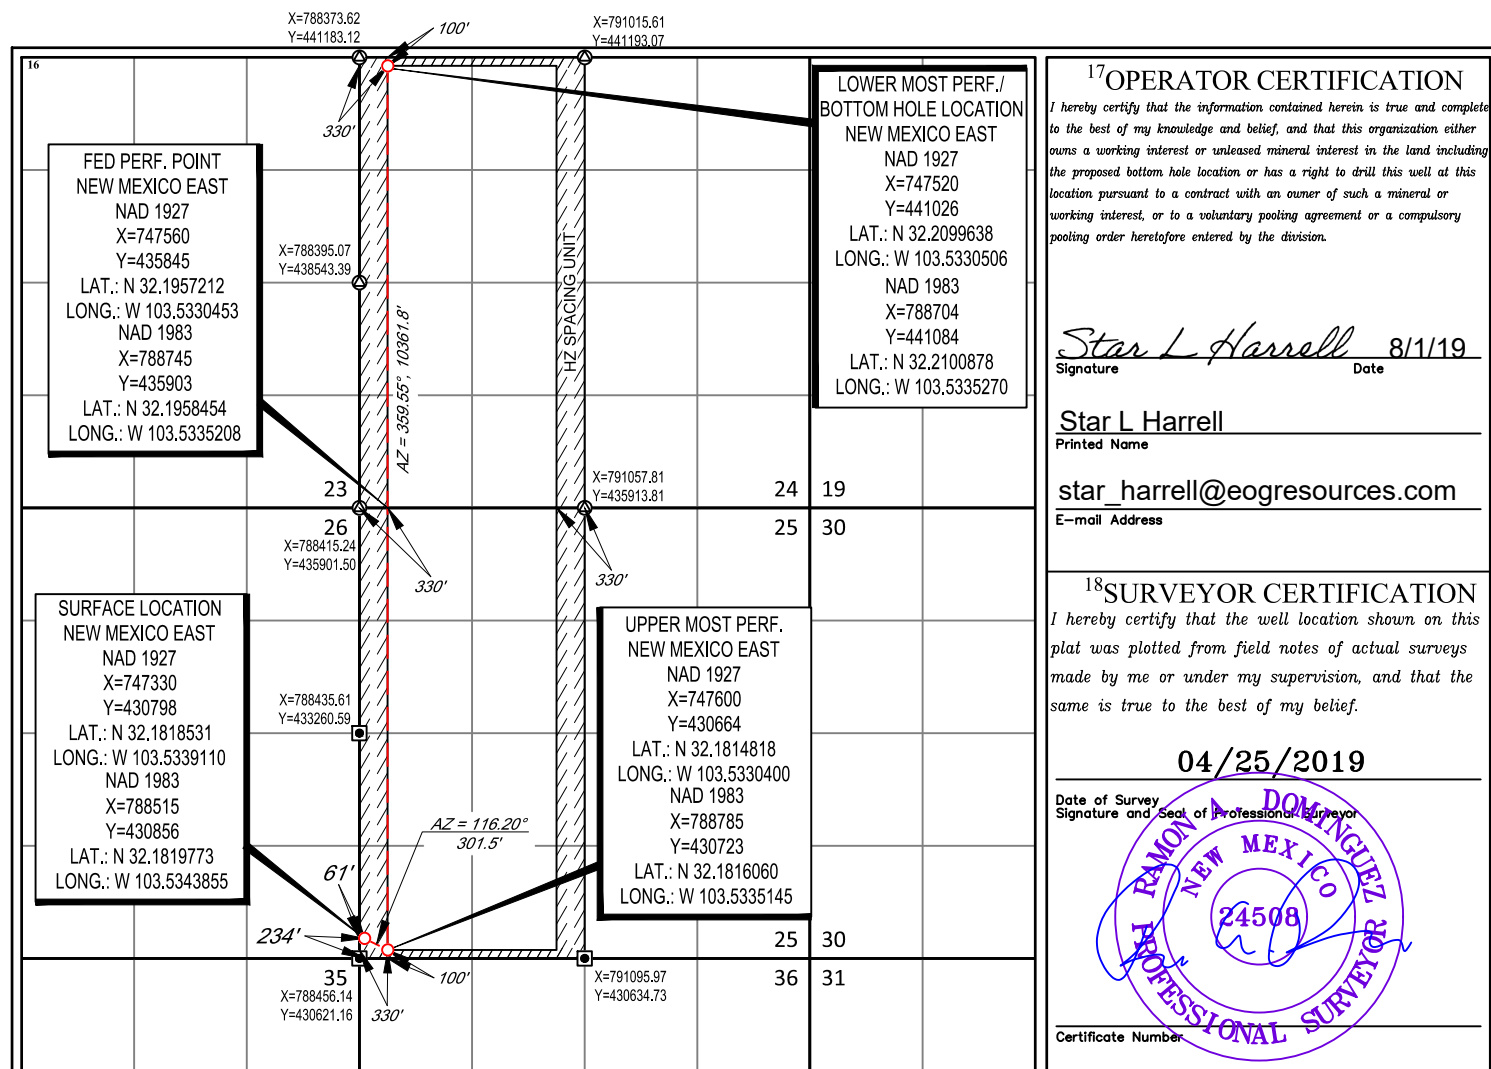 X=788373.62
Y=441183.12
100'
X=791015.61
Y=441193.07
16
330'
FED PERF. POINT
NEW MEXICO EAST
NAD 1927
X=747560
Y=435845
LAT.: N 32.1957212
LONG.: W 103.5330453
NAD 1983
X=788745
Y=435903
LAT.: N 32.1958454
LONG.: W 103.5335208
X=788395.07
Y=438543.39
AZ = 359.55°, 10361.8'
HZ SPACING UNIT
LOWER MOST PERF./
BOTTOM HOLE LOCATION
NEW MEXICO EAST
NAD 1927
X=747520
Y=441026
LAT.: N 32.2099638
LONG.: W 103.5330506
NAD 1983
X=788704
Y=441084
LAT.: N 32.2100878
LONG.: W 103.5335270
X=791057.81
Y=435913.81
23
24 19
26
25 30
X=788415.24
Y=435901.50
330'
330'
SURFACE LOCATION
NEW MEXICO EAST
NAD 1927
X=747330
Y=430798
LAT.: N 32.1818531
LONG.: W 103.5339110
NAD 1983
X=788515
Y=430856
LAT.: N 32.1819773
LONG.: W 103.5343855
X=788435.61
Y=433260.59
UPPER MOST PERF.
NEW MEXICO EAST
NAD 1927
X=747600
Y=430664
LAT.: N 32.1814818
LONG.: W 103.5330400
NAD 1983
X=788785
Y=430723
LAT.: N 32.1816060
LONG.: W 103.5335145
AZ = 116.20°
301.5'
61'
234'
25 30
35
36 31
100'
X=788456.14
Y=430621.16
330'
X=791095.97
Y=430634.73
17 OPERATOR CERTIFICATION
I hereby certify that the information contained herein is true and complete
to the best of my knowledge and belief, and that this organization either
owns a working interest or unleased mineral interest in the land including
the proposed bottom hole location or has a right to drill this well at this
location pursuant to a contract with an owner of such a mineral or
working interest, or to a voluntary pooling agreement or a compulsory
pooling order heretofore entered by the division.
Star L Harrell 8/1/19
Signature Date
Star L Harrell
Printed Name
star_harrell@eogresources.com
E-mail Address
18 SURVEYOR CERTIFICATION
I hereby certify that the well location shown on this
plat was plotted from field notes of actual surveys
made by me or under my supervision, and that the
same is true to the best of my belief.
04/25/2019
Date of Survey
Signature and Seal of Professional Surveyor
RAMON A. DOMINGUEZ
NEW MEXICO
24508
PROFESSIONAL SURVEYOR
Certificate Number